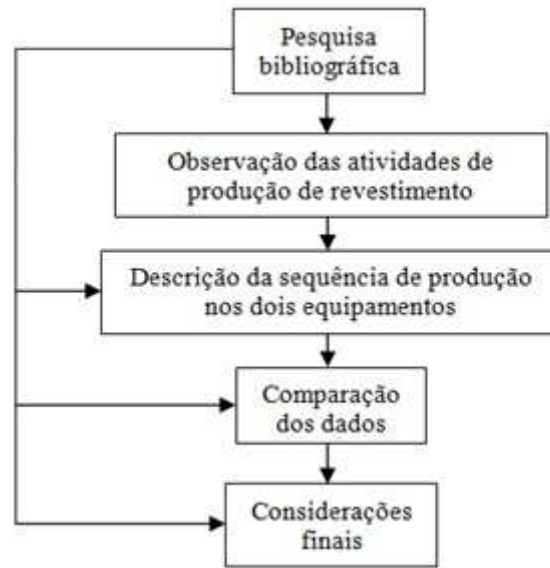 Pesquisa
bibliográfica
Observação das atividades de
produção de revestimento
Descrição da sequência de produção
nos dois equipamentos
Comparação
dos dados
Considerações
finais